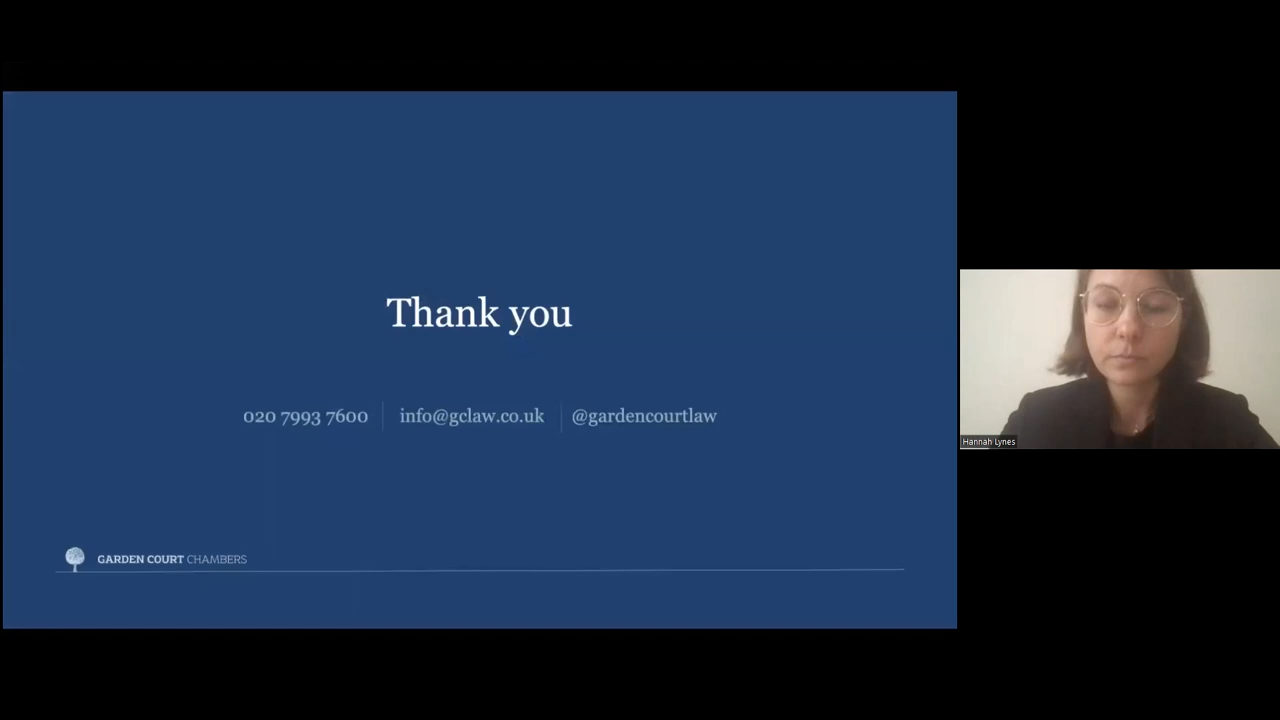 Thank you
020 7993 7600 info@gclaw.co.uk @gardencourtlaw
GARDEN COURT CHAMBERS
Hannah Lynes